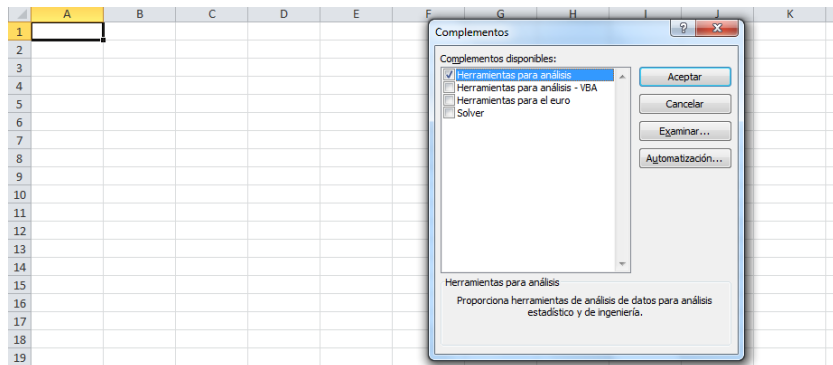 A B C D E F G H I J K
1
2
3
4
5
6
7
8
9
10
11
12
13
14
15
16
17
18
19
Complementos
Complementos disponibles:
Herramientas para análisis
Herramientas para análisis - VBA
Herramientas para el euro
Solver
Aceptar
Cancelar
Examinar...
Automatización...
Herramientas para análisis
Proporciona herramientas de análisis de datos para análisis
estadístico y de ingeniería.